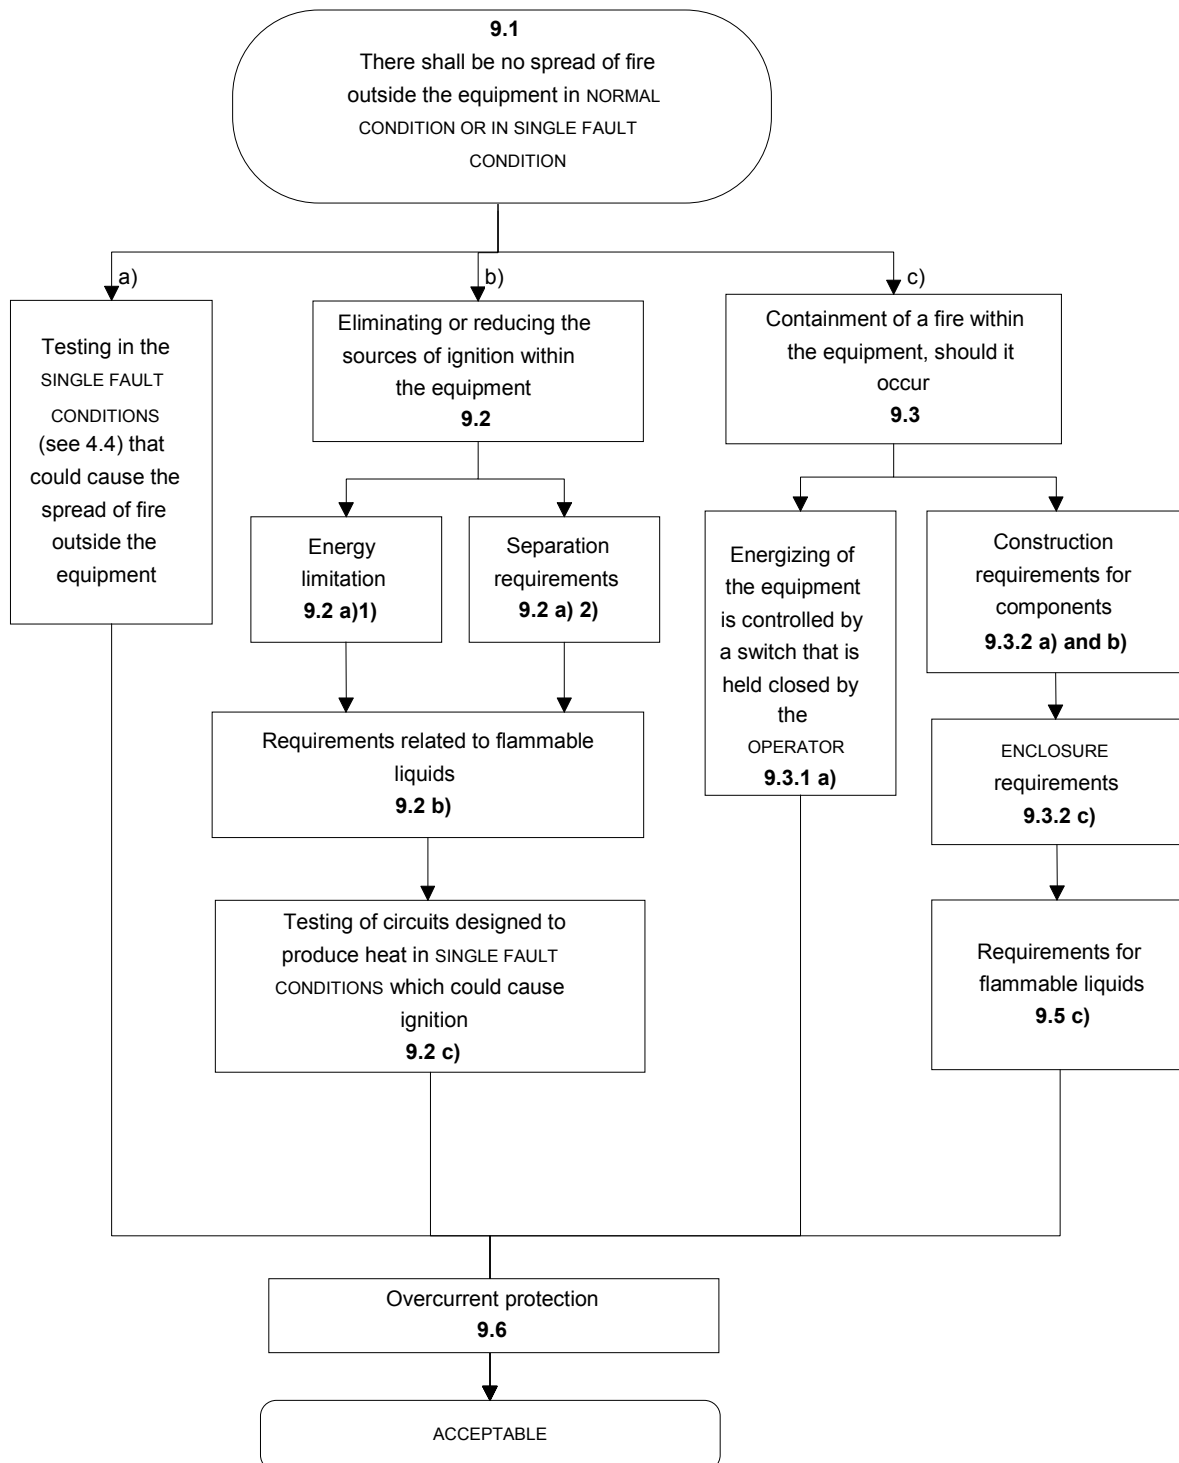 9.1
There shall be no spread of fire
outside the equipment in NORMAL
CONDITION OR IN SINGLE FAULT
CONDITION
a)
b)
c)
Testing in the
SINGLE FAULT
CONDITIONS
(see 4.4) that
could cause the
spread of fire
outside the
equipment
Eliminating or reducing the
sources of ignition within
the equipment
9.2
Containment of a fire within
the equipment, should it
occur
9.3
Energy
limitation
9.2 a)1)
Separation
requirements
9.2 a) 2)
Energizing of
the equipment
is controlled by
a switch that is
held closed by
the
OPERATOR
9.3.1 a)
Construction
requirements for
components
9.3.2 a) and b)
Requirements related to flammable
liquids
9.2 b)
ENCLOSURE
requirements
9.3.2 c)
Testing of circuits designed to
produce heat in SINGLE FAULT
CONDITIONS which could cause
ignition
9.2 c)
Requirements for
flammable liquids
9.5 c)
Overcurrent protection
9.6
ACCEPTABLE